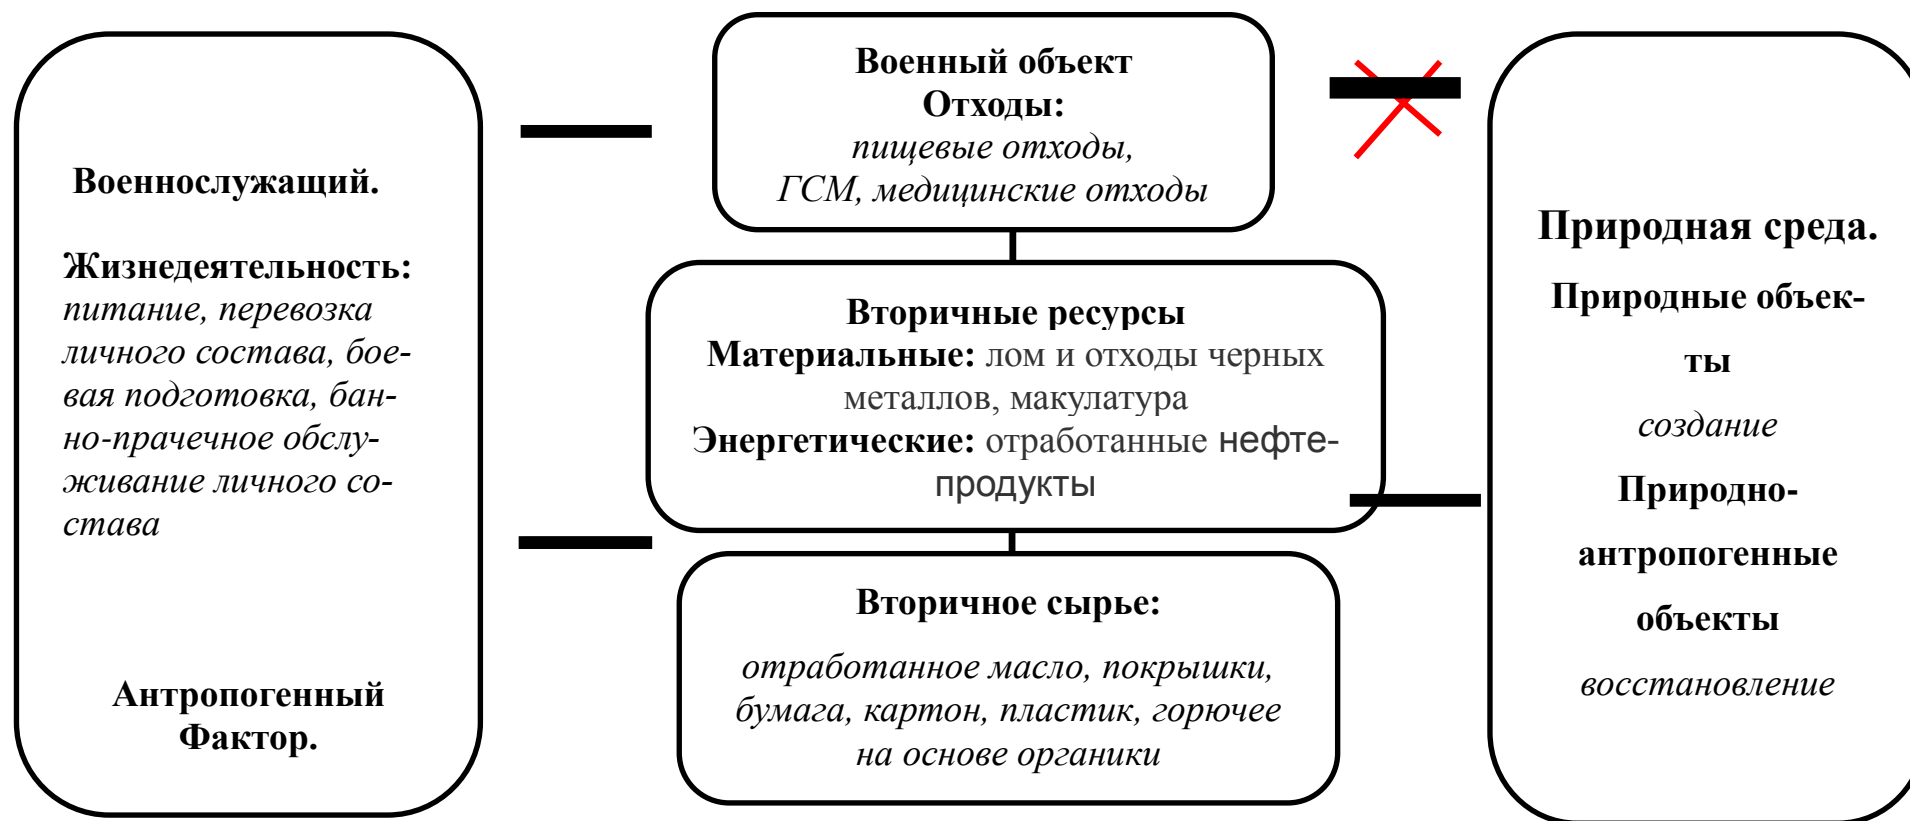 Военнослужащий.
Жизнедеятельность:
питание, перевозка
личного состава, бое-
вая подготовка, бан-
но-прачечное обслу-
живание личного со-
става
Антропогенный
Фактор.
Военный объект
Отходы:
пищевые отходы,
ГСМ, медицинские отходы
Вторичные ресурсы
Материальные: лом и отходы черных
металлов, макулатура
Энергетические: отработанные нефте-
продукты
Вторичное сырье:
отработанное масло, покрышки,
бумага, картон, пластик, горючее
на основе органики
Природная среда.
Природные объек-
ты
создание
Природно-
антропогенные
объекты
восстановление